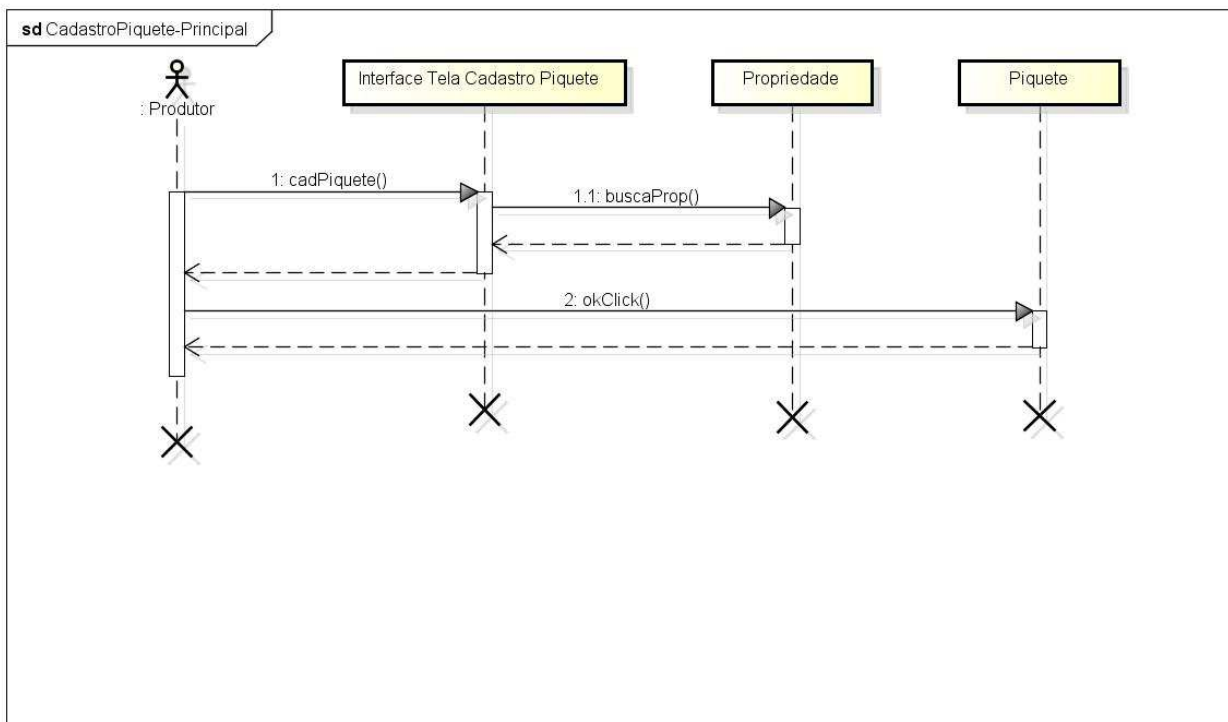 sd CadastroPiquete-Principal
: Produtor
Interface Tela Cadastro Piquete
Propriedade
Piquete
1: cadPiquete()
1.1: buscaProp()
2: okClick()